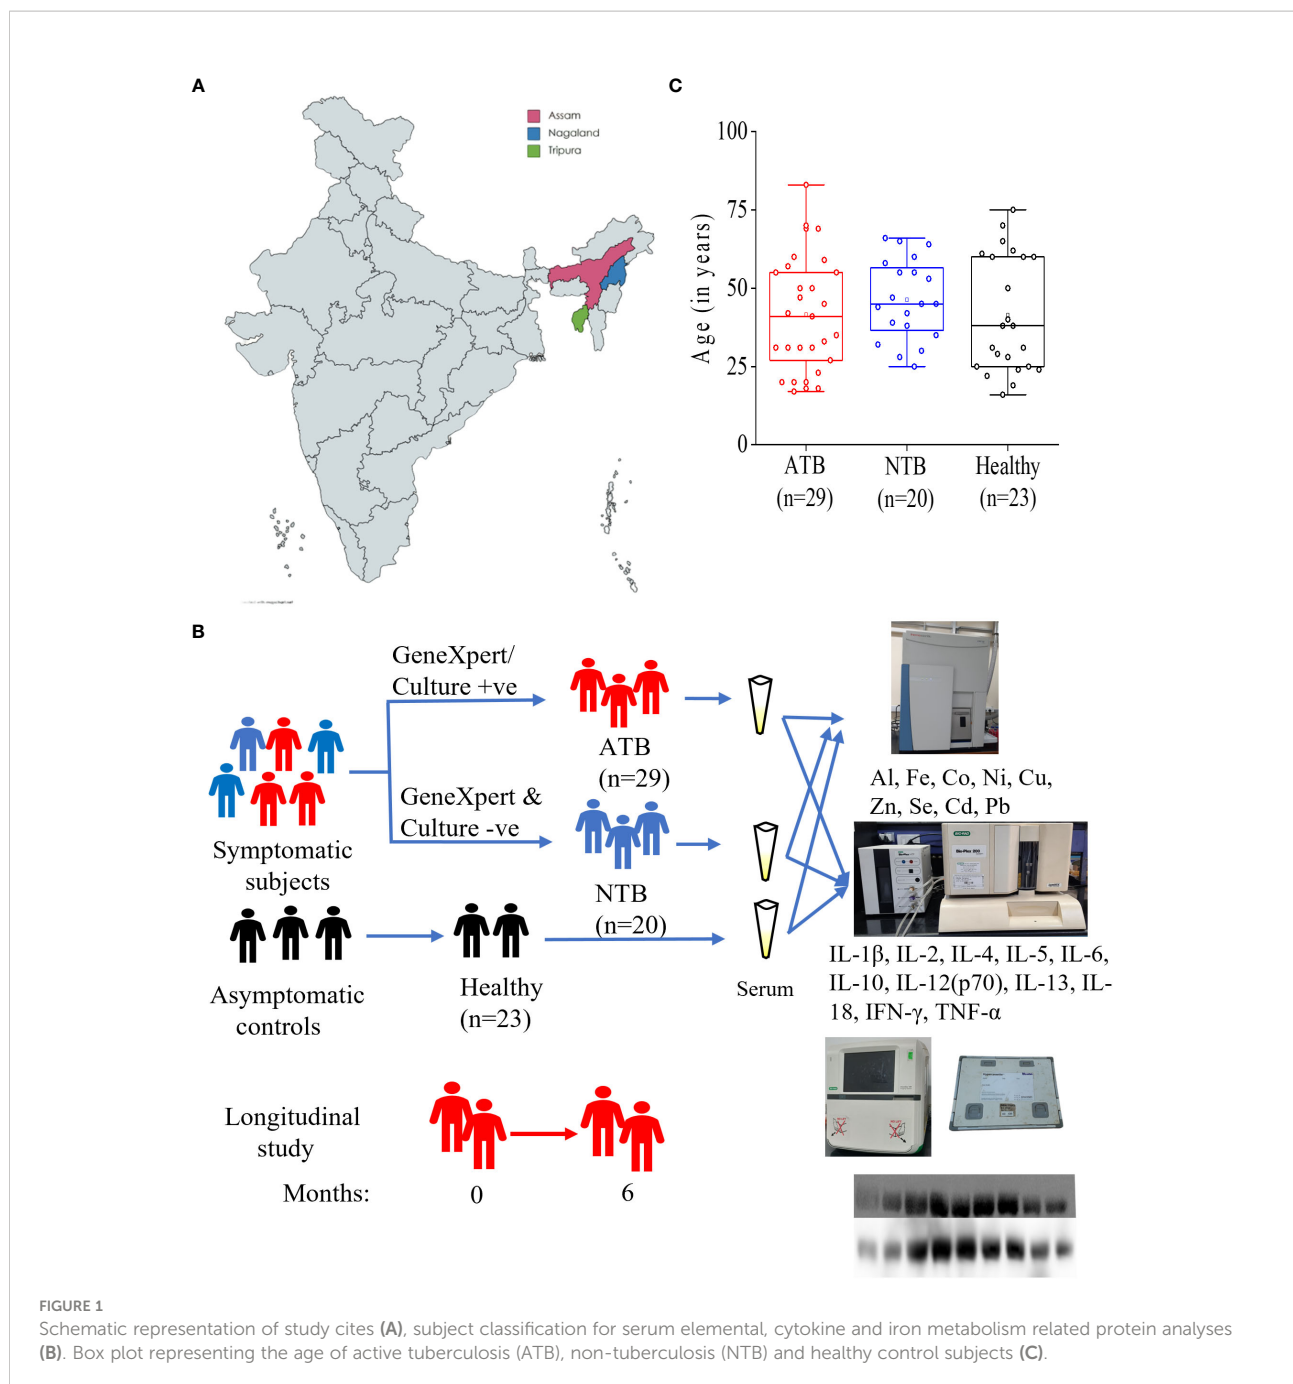 A
Assam
Nagaland
Tripura
C
Age (in years)
100
75
50
25
0
ATB
(n=29)
NTB
(n=20)
Healthy
(n=23)
B
GeneXpert/
Culture +ve
ATB
(n=29)
GeneXpert &
Culture -ve
NTB
(n=20)
Symptomatic
subjects
Asymptomatic
controls
Healthy
(n=23)
Serum
Al, Fe, Co, Ni, Cu,
Zn, Se, Cd, Pb
IL-1β, IL-2, IL-4, IL-5, IL-6,
IL-10, IL-12(p70), IL-13, IL-
18, IFN-γ, TNF-α
Longitudinal
study
Months:
0
6
FIGURE 1
Schematic representation of study cites (A), subject classification for serum elemental, cytokine and iron metabolism related protein analyses
(B). Box plot representing the age of active tuberculosis (ATB), non-tuberculosis (NTB) and healthy control subjects (C).